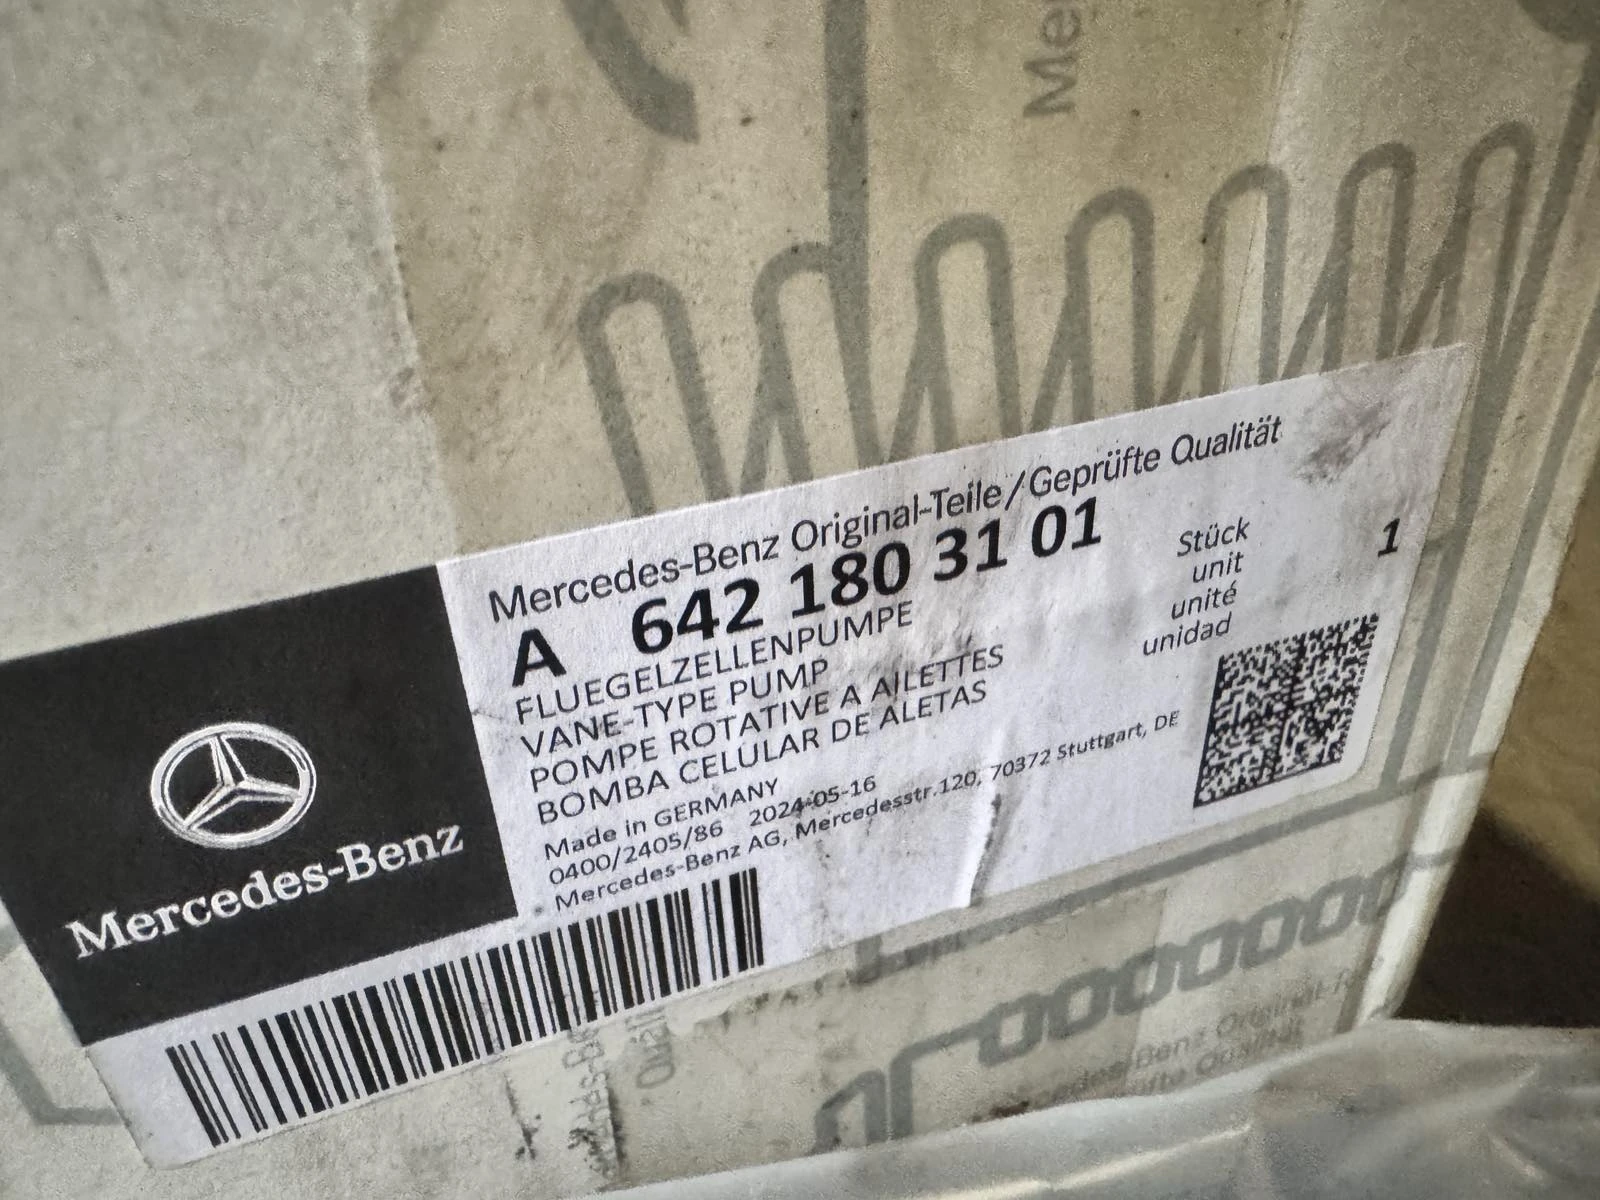 Me
Mercedes-Benz Original-Teile/Geprüfte Qualität
A 642 180 31 01
FLUEGELZELLENPUMPE
VANE-TYPE PUMP
POMPE ROTATIVE A AILETTES
BOMBA CELULAR DE ALETAS
Made in GERMANY
0400/2405/86 2024-05-16
Mercedes-Benz AG, Mercedesstr.120, 70372 Stuttgart, DE
Stück
unit
unité
unidad
1
Mercedes-Benz